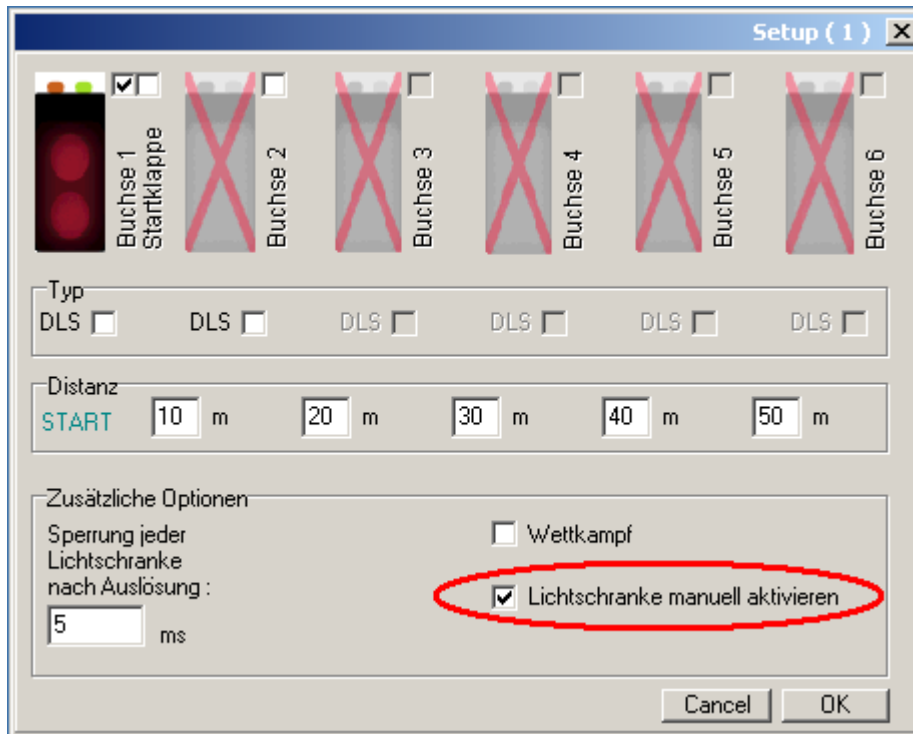 Setup ( 1 )
Buchse 1
Startklappe
Buchse 2
Buchse 3
Buchse 4
Buchse 5
Buchse 6
Typ
DLS DLS DLS DLS DLS DLS
Distanz
START 10 m 20 m 30 m 40 m 50 m
Zusätzliche Optionen
Sperrung jeder
Lichtschranke
nach Auslösung :
5 ms
Wettkampf
Lichtschranke manuell aktivieren
Cancel OK